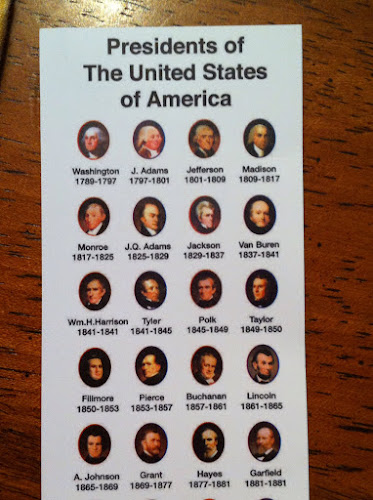 Presidents of
The United States
of America
Washington J. Adams Jefferson Madison
1789-1797 1797-1801 1801-1809 1809-1817
Monroe J.Q. Adams Jackson Van Buren
1817-1825 1825-1829 1829-1837 1837-1841
Wm.H.Harrison Tyler Polk Taylor
1841-1841 1841-1845 1845-1849 1849-1850
Fillmore Pierce Buchanan Lincoln
1850-1853 1853-1857 1857-1861 1861-1865
A. Johnson Grant Hayes Garfield
1865-1869 1869-1877 1877-1881 1881-1881